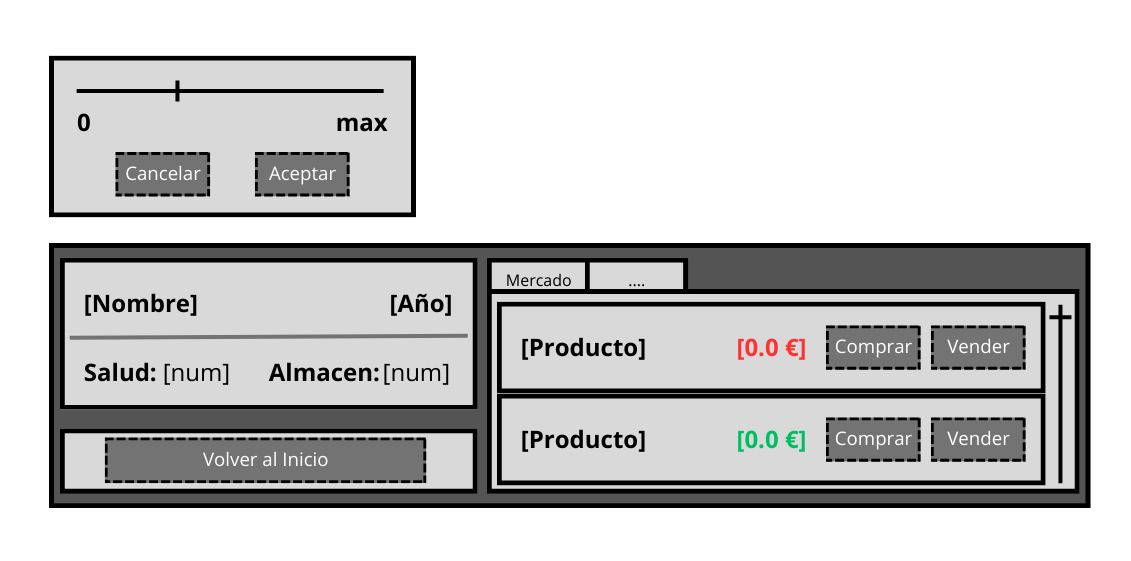 0 max
Cancelar Aceptar
[Nombre] [Año]
Salud: [num] Almacen: [num]
Volver al Inicio
Mercado ....
[Producto] [0.0 €] Comprar Vender
[Producto] [0.0 €] Comprar Vender